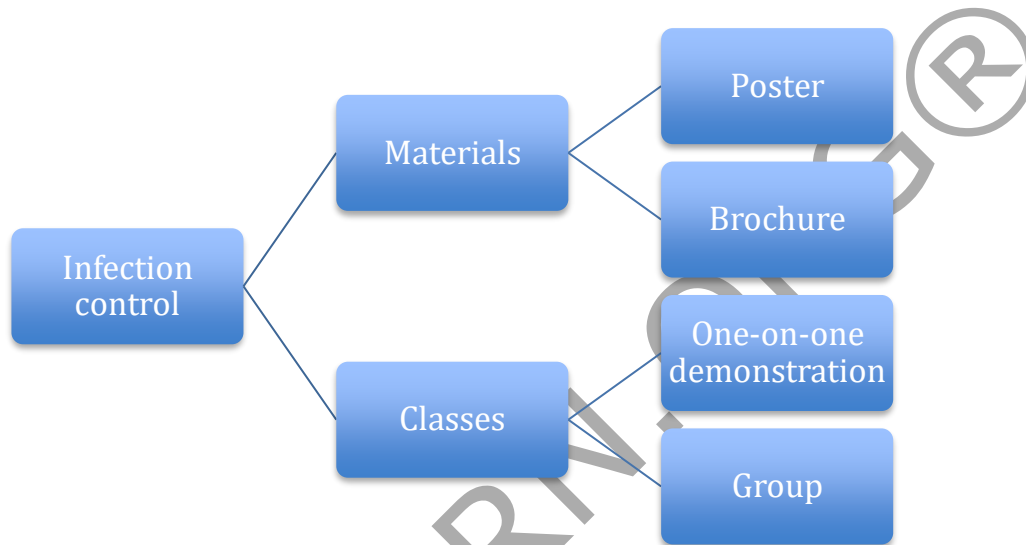 Infection
control
Materials
Classes
Poster
Brochure
One-on-one
demonstration
Group